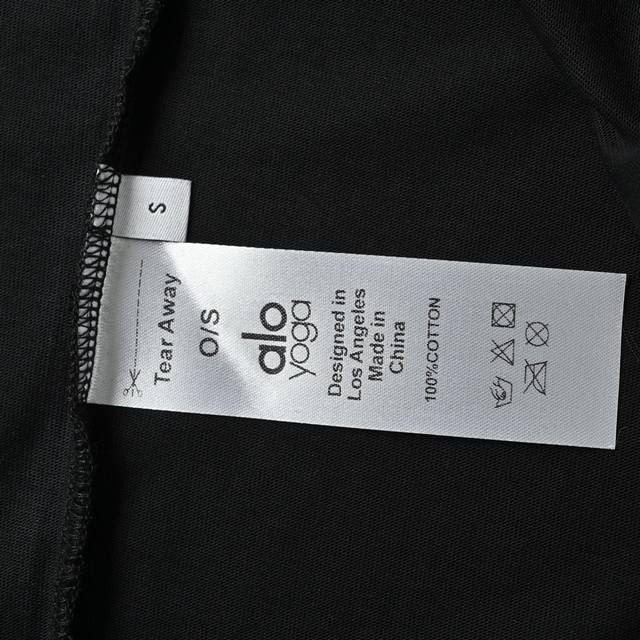 S
Tear Away
O/S
alo
yoga
Designed in
Los Angeles
Made in
China
100%COTTON